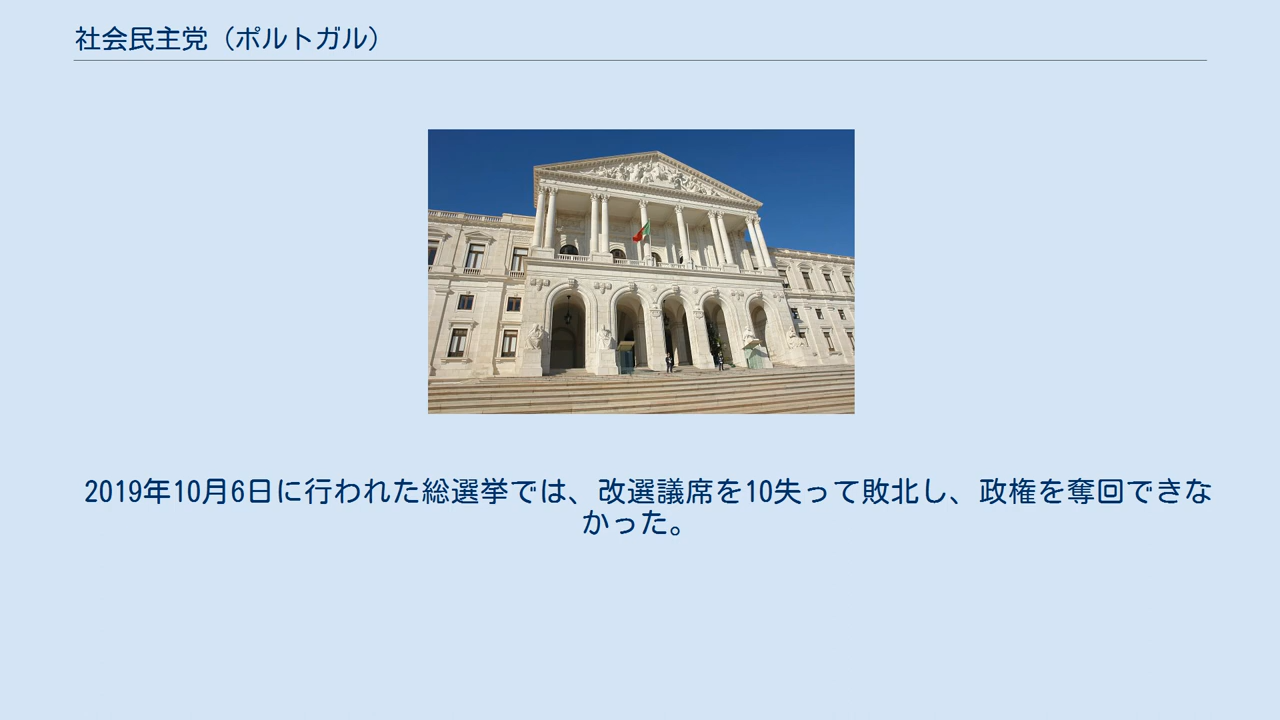 社会民主党（ポルトガル）
2019年10月6日に行われた総選挙では、改選議席を10失って敗北し、政権を奪回できな
かった。